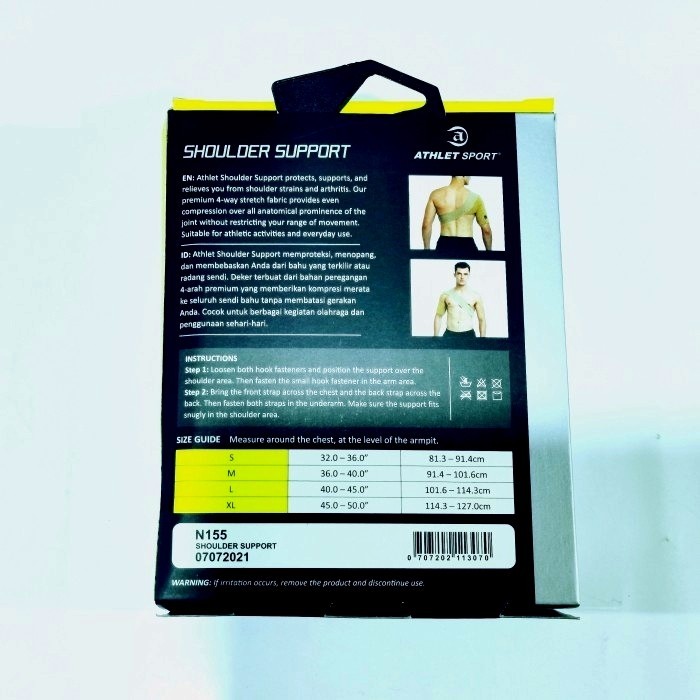 SHOULDER SUPPORT
a
ATHLET SPORT
EN: Athlet Shoulder Support protects, supports, and
relieves you from shoulder strains and arthritis. Our
premium 4-way stretch fabric provides even
compression over all anatomical prominence of the
joint without restricting your range of movement.
Suitable for athletic activities and everyday use.
ID: Athlet Shoulder Support memproteksi, menopang,
dan membebaskan Anda dari bahu yang terkilir atau
radang sendi. Deker terbuat dari bahan peregangan
4-arah premium yang memberikan kompresi merata
ke seluruh sendi bahu tanpa membatasi gerakan
Anda. Cocok untuk berbagai kegiatan olahraga dan
penggunaan sehari-hari.
INSTRUCTIONS
Step 1: Loosen both hook fasteners and position the support over the
shoulder area. Then fasten the small hook fastener in the arm area.
Step 2: Bring the front strap across the chest and the back strap across the
back. Then fasten both straps in the underarm. Make sure the support fits
snugly in the shoulder area.
SIZE GUIDE Measure around the chest, at the level of the armpit.
S 32.0 – 36.0" 81.3 – 91.4cm
M 36.0 – 40.0" 91.4 – 101.6cm
L 40.0 – 45.0" 101.6 – 114.3cm
XL 45.0 – 50.0" 114.3 – 127.0cm
N155
SHOULDER SUPPORT
07072021
0 707202 113070
WARNING: If irritation occurs, remove the product and discontinue use.